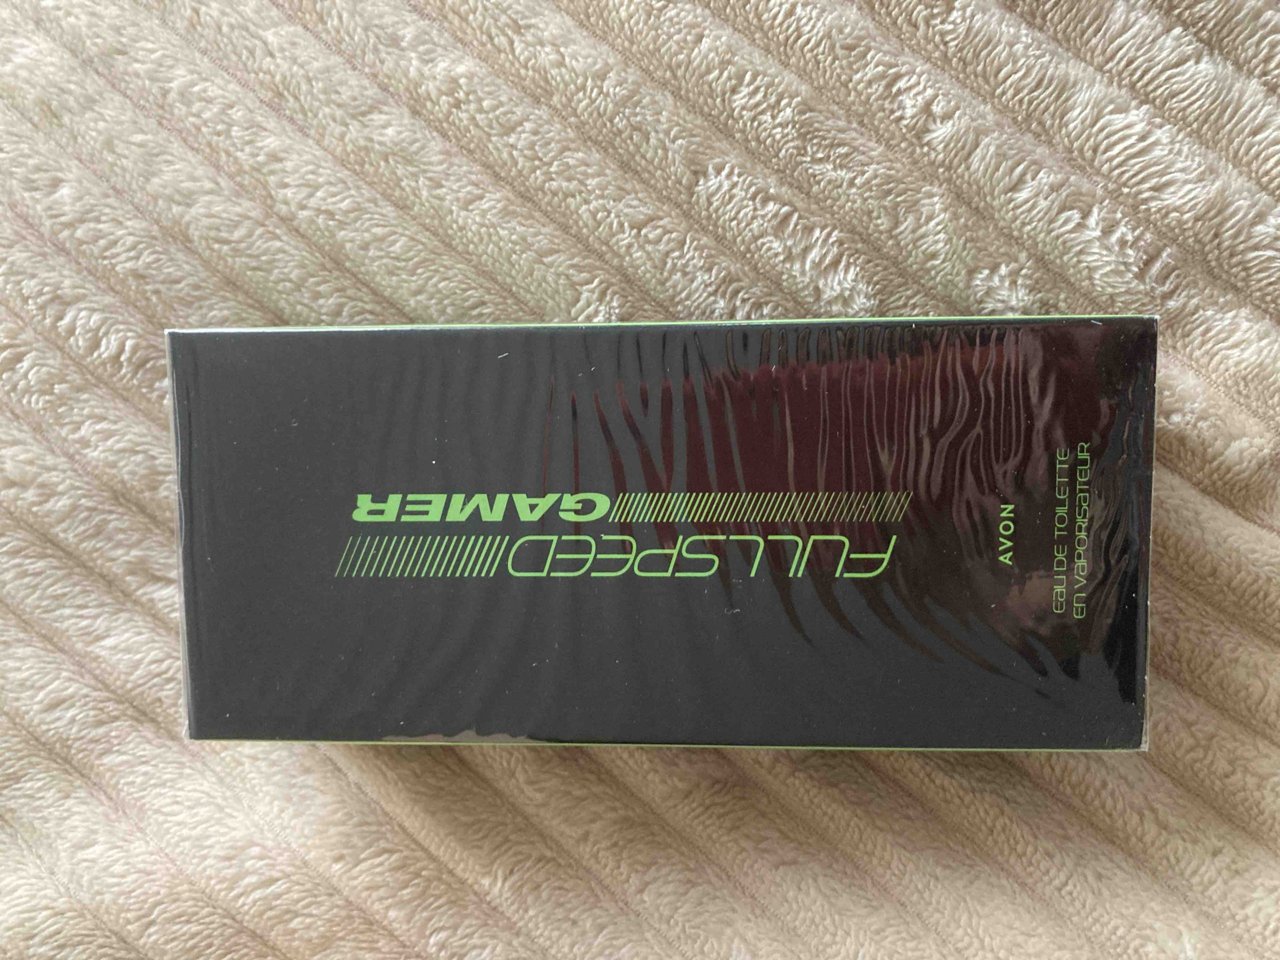 FULLSPEED
GAMER
AVON
EAU DE TOILETTE
EN VAPORISATEUR